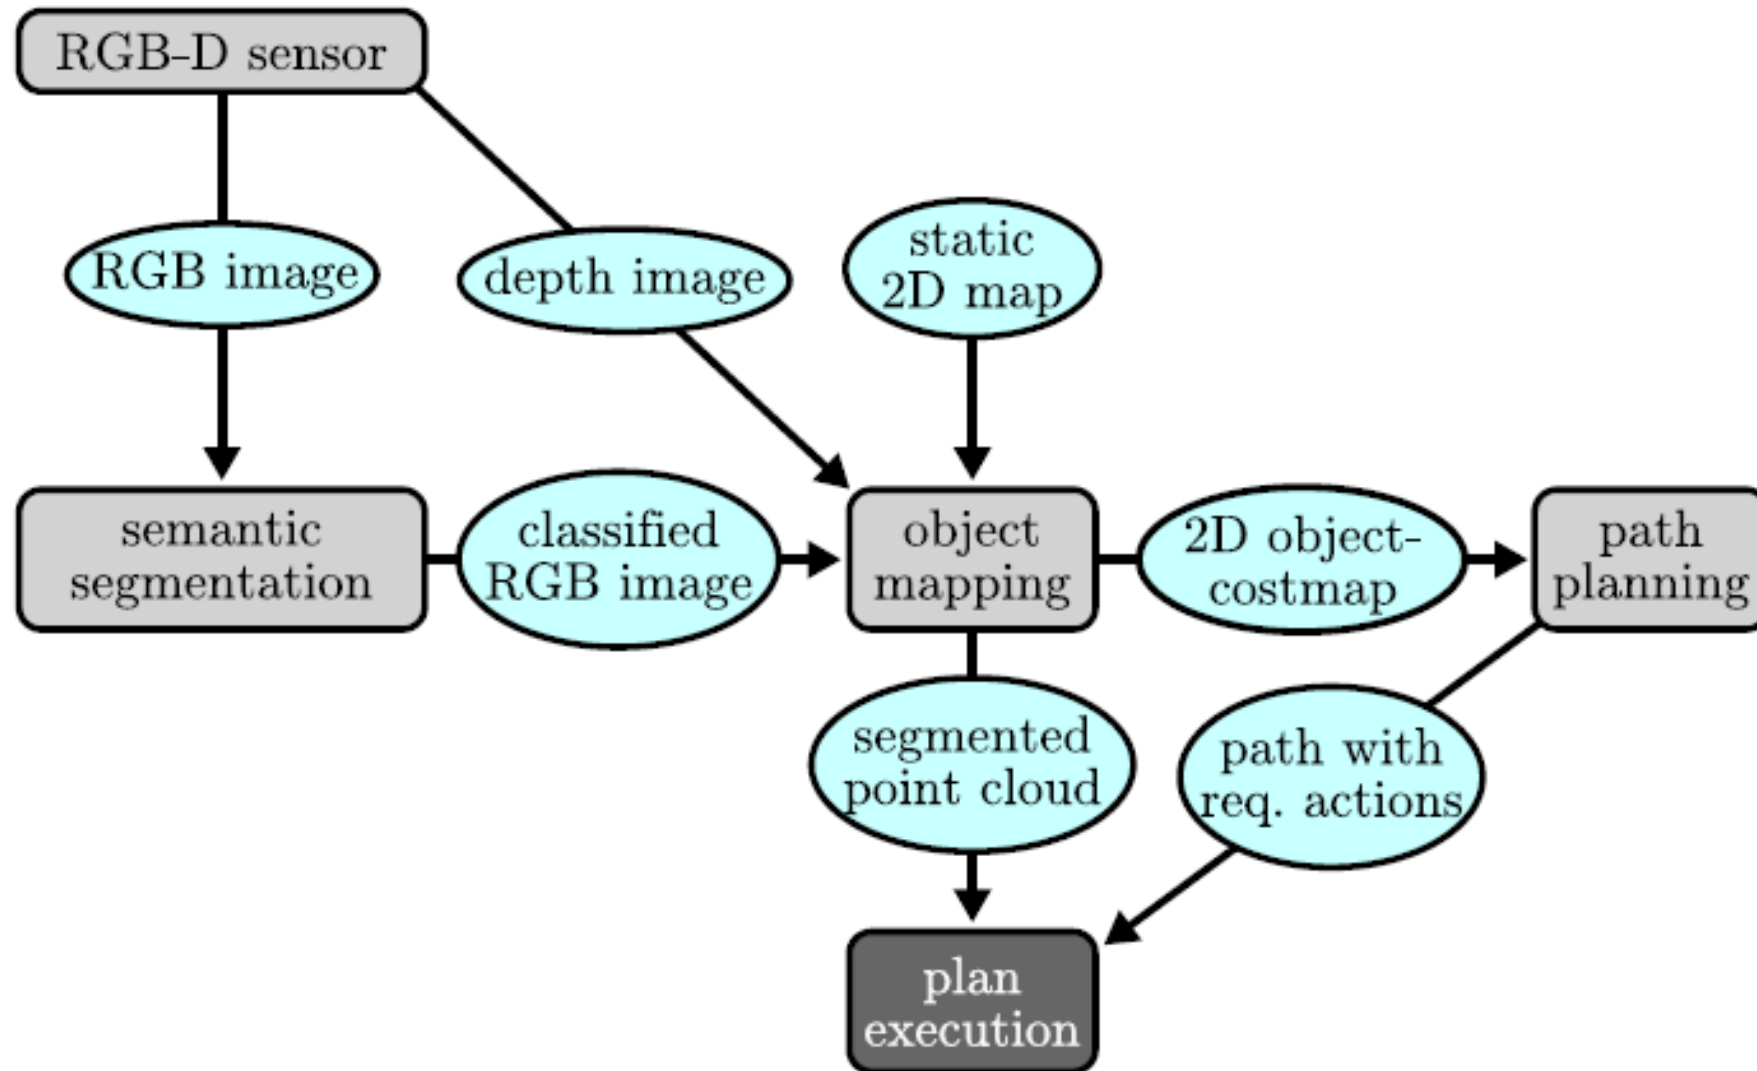 RGB-D sensor
RGB image
depth image
static
2D map
semantic
segmentation
classified
RGB image
object
mapping
2D object-
costmap
path
planning
segmented
point cloud
path with
req. actions
plan
execution